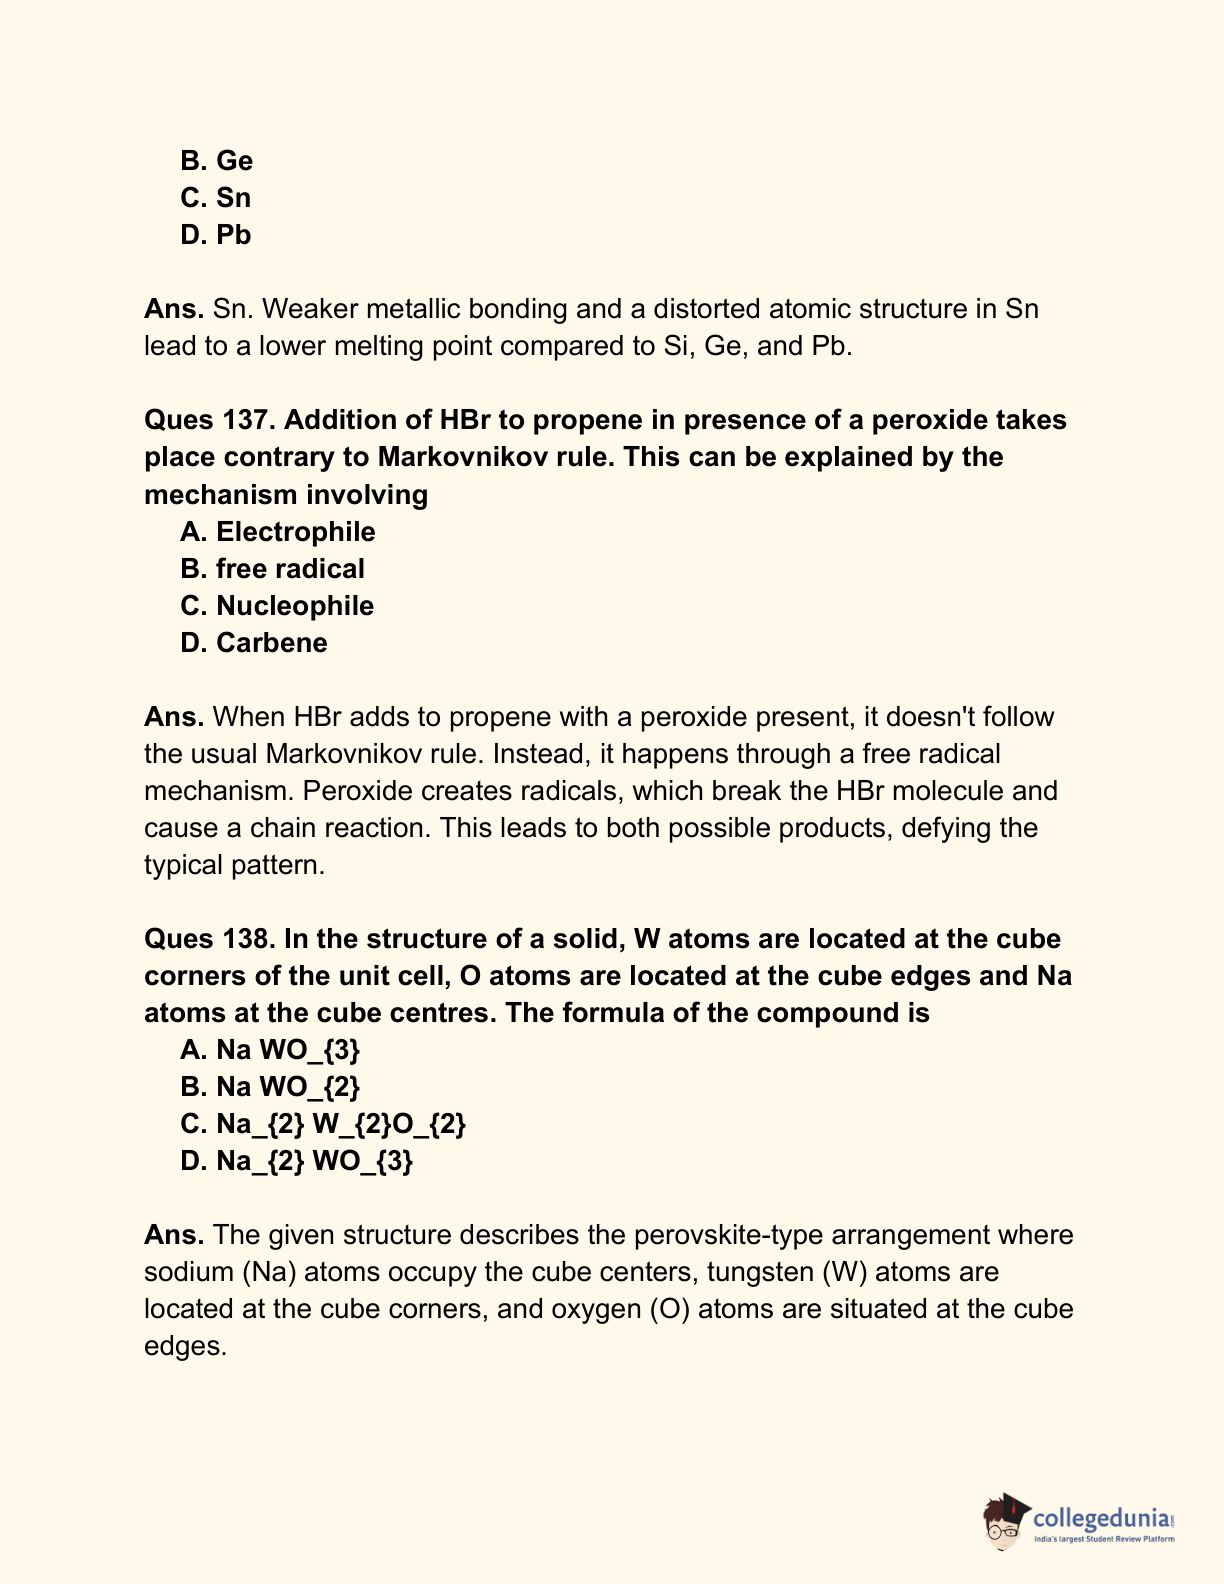 B. Ge
C. Sn
D. Pb
Ans. Sn. Weaker metallic bonding and a distorted atomic structure in Sn
lead to a lower melting point compared to Si, Ge, and Pb.
Ques 137. Addition of HBr to propene in presence of a peroxide takes
place contrary to Markovnikov rule. This can be explained by the
mechanism involving
A. Electrophile
B. free radical
C. Nucleophile
D. Carbene
Ans. When HBr adds to propene with a peroxide present, it doesn't follow
the usual Markovnikov rule. Instead, it happens through a free radical
mechanism. Peroxide creates radicals, which break the HBr molecule and
cause a chain reaction. This leads to both possible products, defying the
typical pattern.
Ques 138. In the structure of a solid, W atoms are located at the cube
corners of the unit cell, O atoms are located at the cube edges and Na
atoms at the cube centres. The formula of the compound is
A. Na WO_{3}
B. Na WO_{2}
C. Na_{2} W_{2}O_{2}
D. Na_{2} WO_{3}
Ans. The given structure describes the perovskite-type arrangement where
sodium (Na) atoms occupy the cube centers, tungsten (W) atoms are
located at the cube corners, and oxygen (O) atoms are situated at the cube
edges.
collegedunia.com
India's largest Student Review Platform